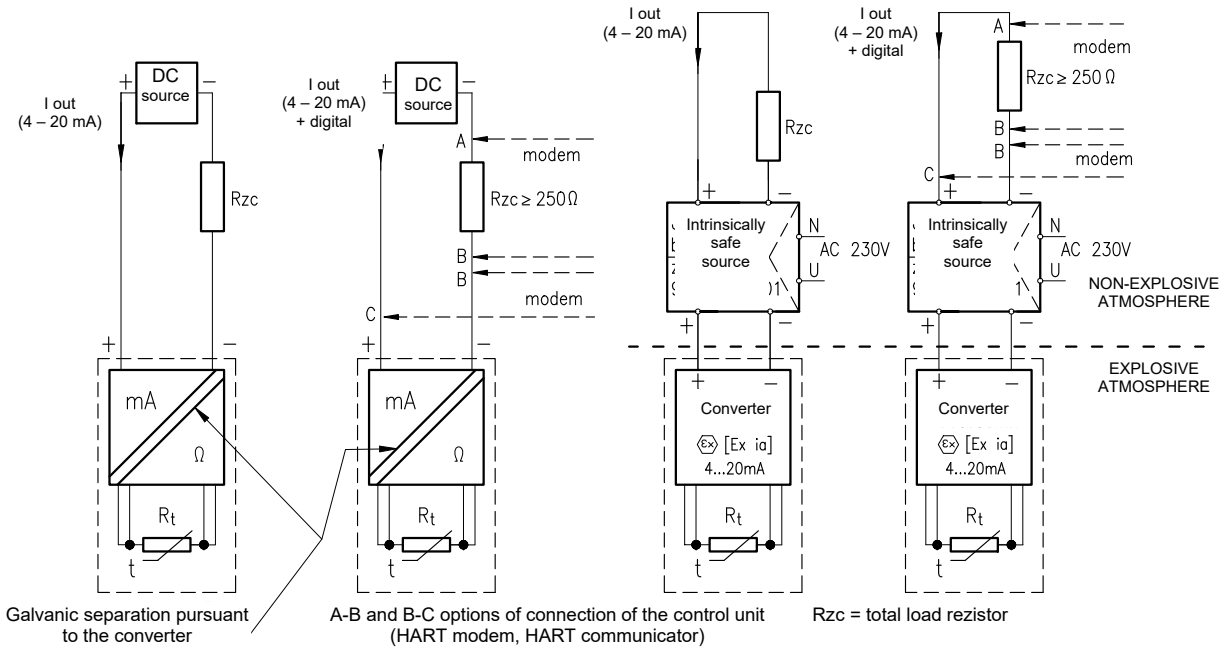 I out
(4 – 20 mA)
+
DC
source
−
Rzc
+
−
mA
Ω
Rt
t
I out
(4 – 20 mA)
+ digital
+
DC
source
−
A
modem
Rzc ≥ 250 Ω
B
B
modem
C
+
−
mA
Ω
Rt
t
I out
(4 – 20 mA)
Rzc
+
−
Intrinsically
safe
source
N
AC 230V
U
+
−
+
−
Converter
Ex [Ex ia]
4...20mA
Rt
t
I out
(4 – 20 mA)
+ digital
A
modem
Rzc ≥ 250 Ω
B
B
modem
C
+
−
Intrinsically
safe
source
N
AC 230V
U
NON-EXPLOSIVE
ATMOSPHERE
+
−
EXPLOSIVE
ATMOSPHERE
+
−
Converter
Ex [Ex ia]
4...20mA
Rt
t
Galvanic separation pursuant
to the converter
A-B and B-C options of connection of the control unit
(HART modem, HART communicator)
Rzc = total load rezistor